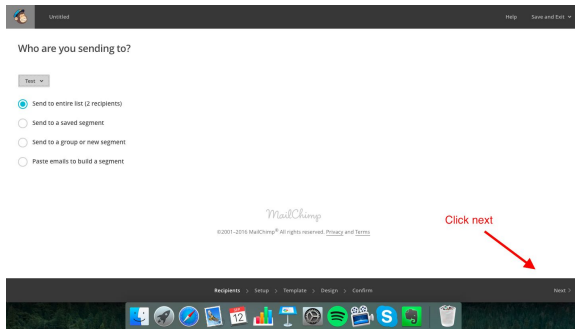 Untitled
Help
Save and Exit
Who are you sending to?
Test
Send to entire list (2 recipients)
Send to a saved segment
Send to a group or new segment
Paste emails to build a segment
MailChimp
©2001–2016 MailChimp® All rights reserved. Privacy and Terms
Click next
Recipients > Setup > Template > Design > Confirm
Next >
12